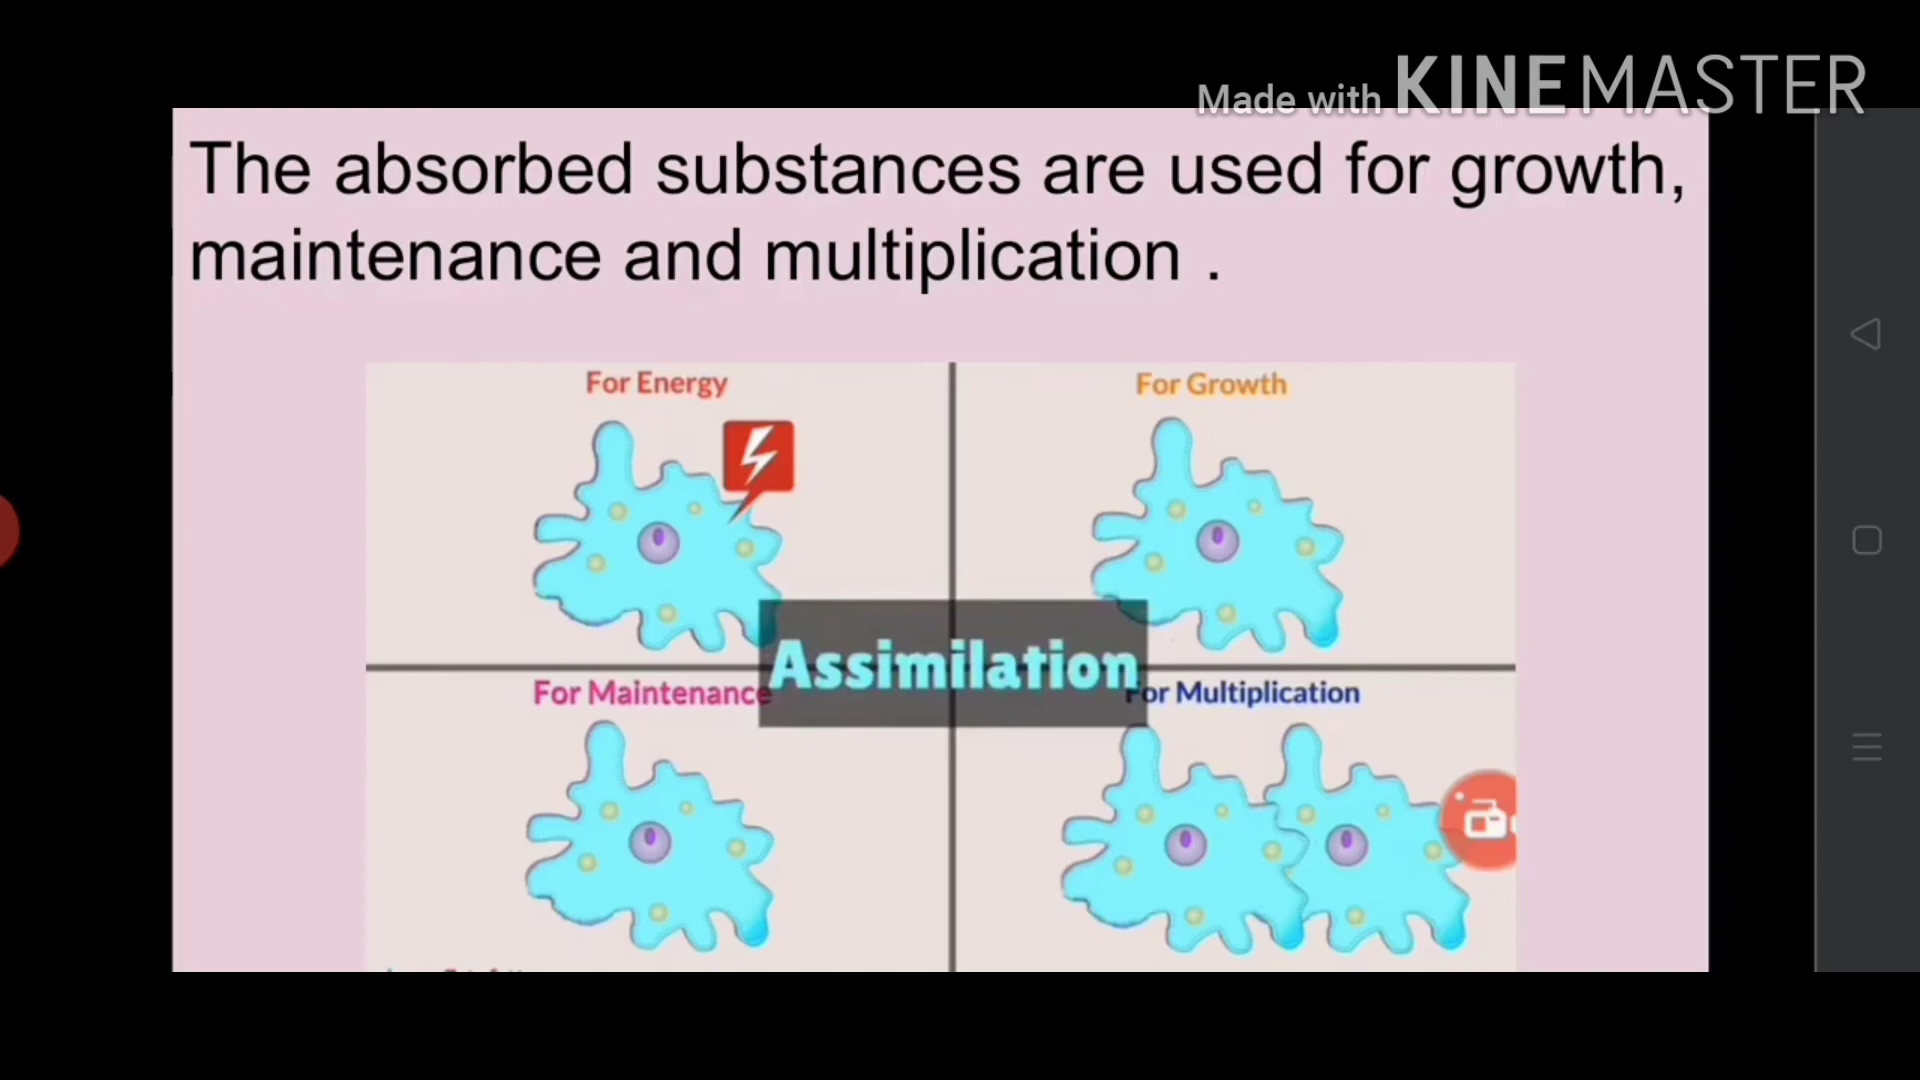 Made with KINEMASTER
The absorbed substances are used for growth,
maintenance and multiplication .
For Energy
For Growth
Assimilation
For Maintenance
For Multiplication